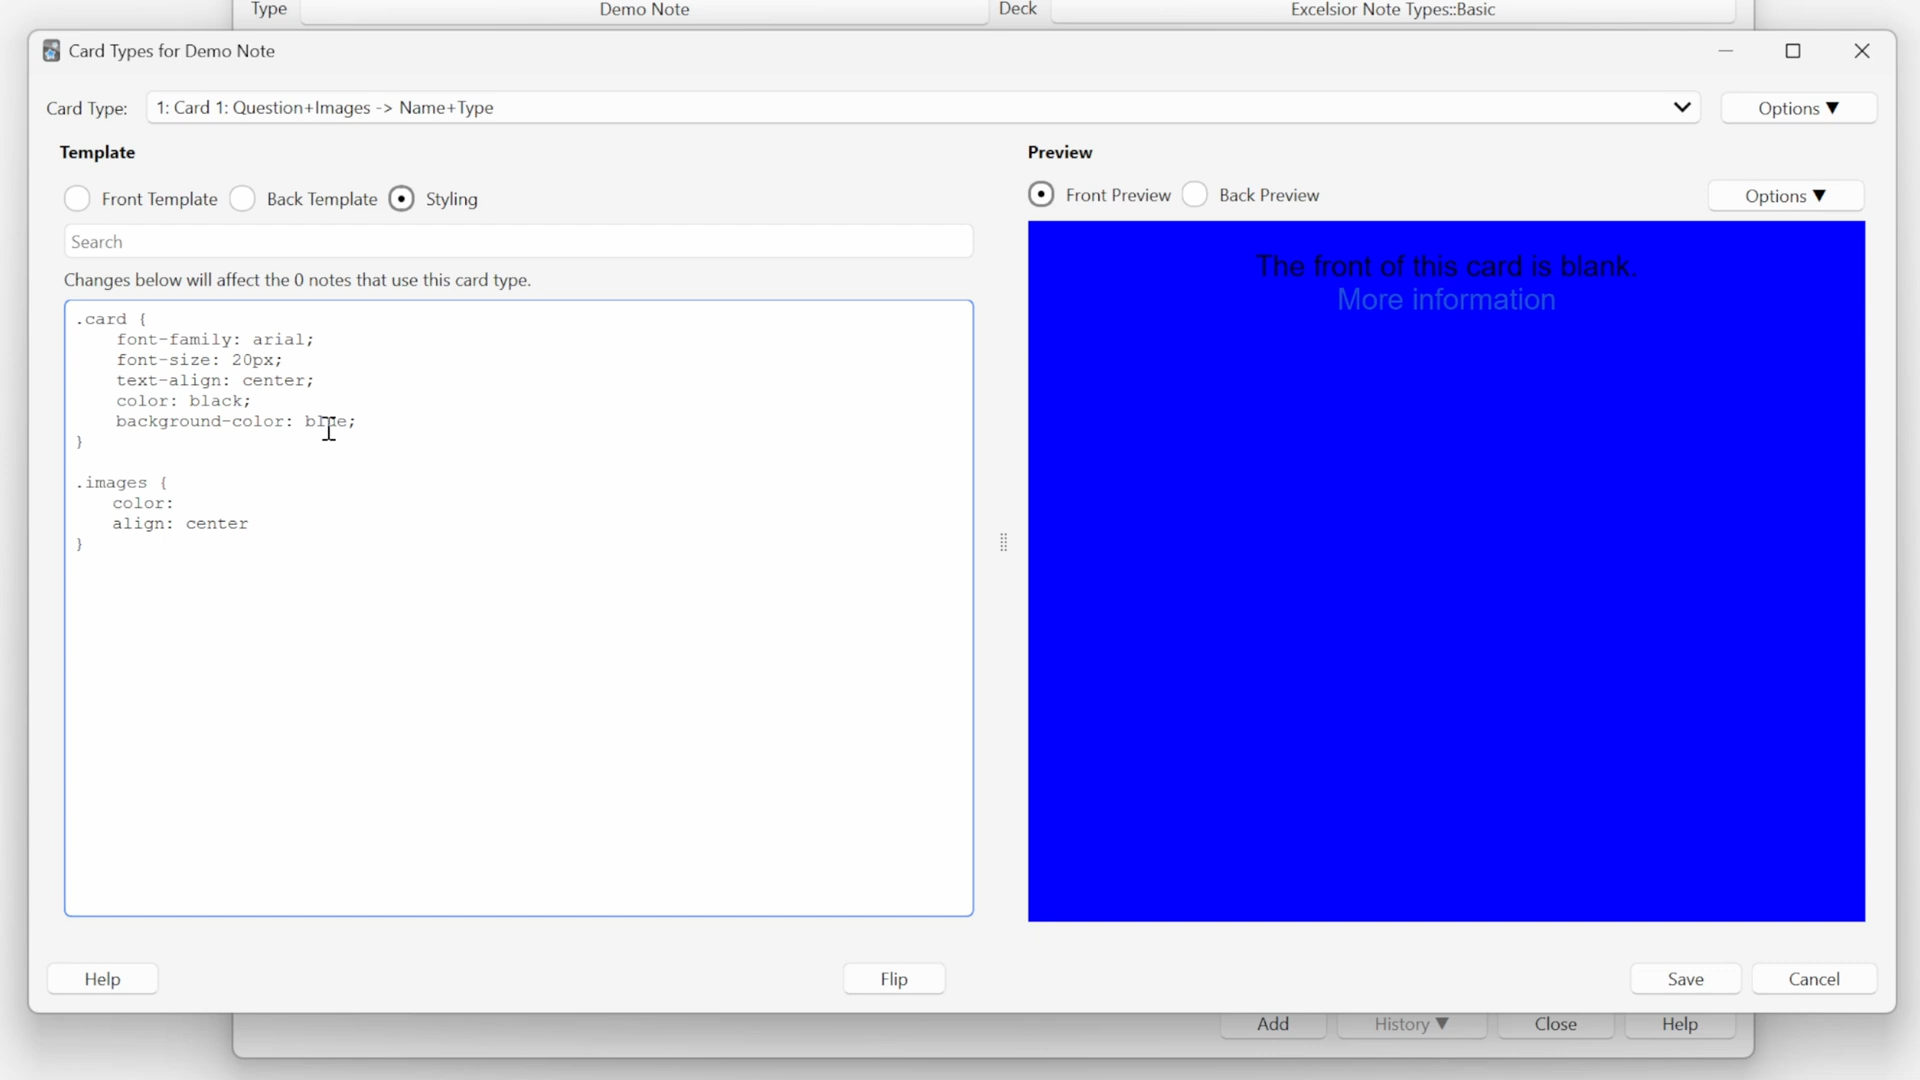 Type Demo Note Deck Excelsior Note Types::Basic
Card Types for Demo Note
Card Type: 1: Card 1: Question+Images -> Name+Type Options ▼
Template Preview
Front Template Back Template Styling
Front Preview Back Preview Options ▼
Search
Changes below will affect the 0 notes that use this card type.
.card {
font-family: arial;
font-size: 20px;
text-align: center;
color: black;
background-color: blue;
}
.images {
color:
align: center
}
The front of this card is blank.
More information
Help Flip Save Cancel
Add History ▼ Close Help